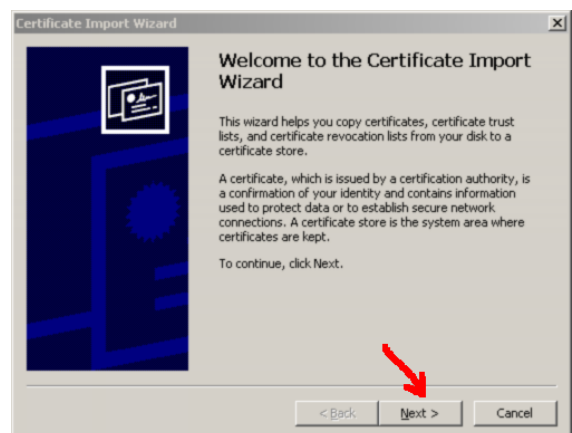 Certificate Import Wizard
Welcome to the Certificate Import
Wizard
This wizard helps you copy certificates, certificate trust
lists, and certificate revocation lists from your disk to a
certificate store.
A certificate, which is issued by a certification authority, is
a confirmation of your identity and contains information
used to protect data or to establish secure network
connections. A certificate store is the system area where
certificates are kept.
To continue, click Next.
< Back Next > Cancel